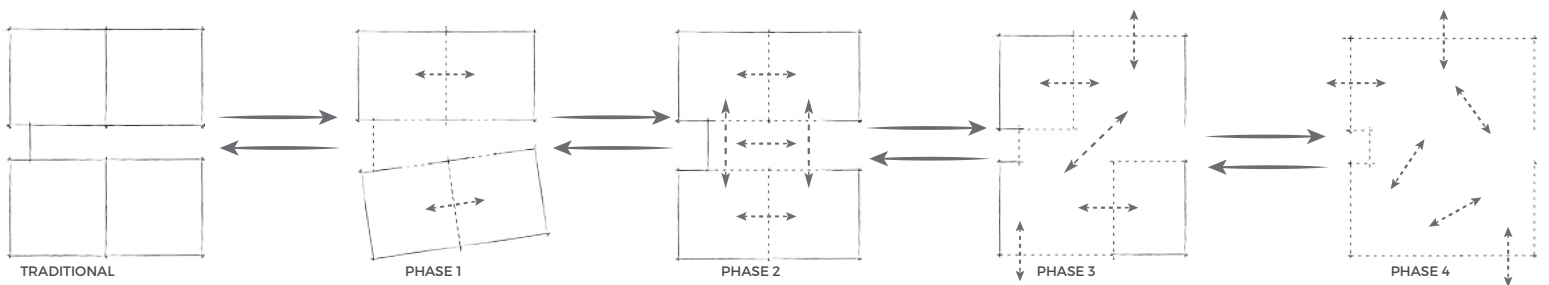 TRADITIONAL
PHASE 1
PHASE 2
PHASE 3
PHASE 4